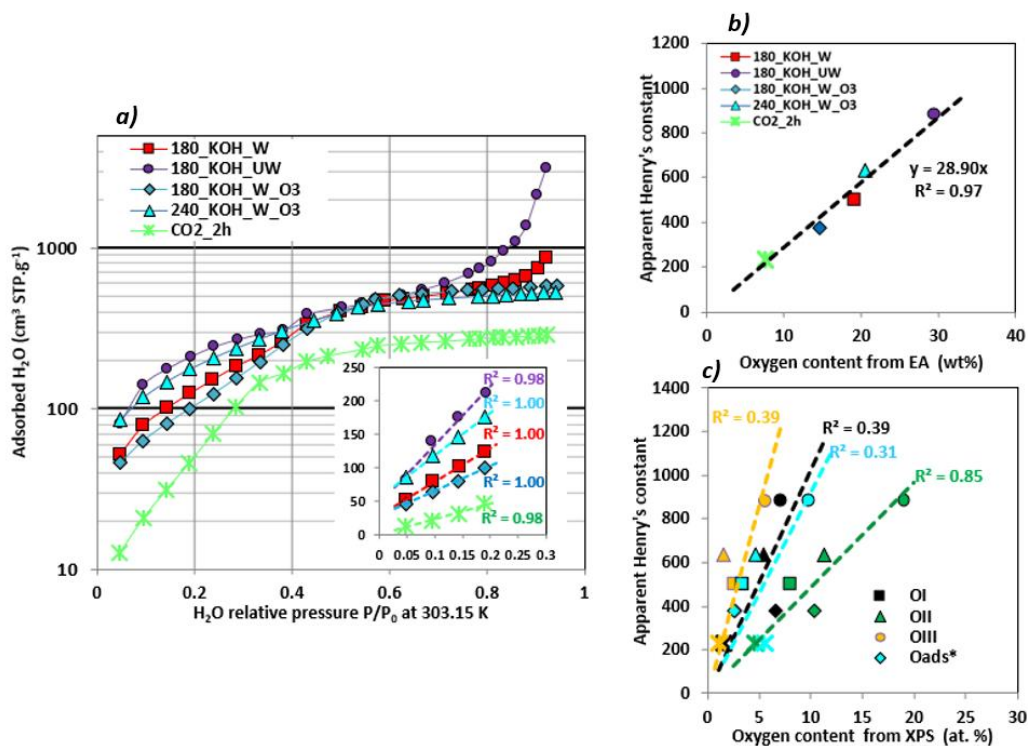 a)
Adsorbed H₂O (cm³ STP.g⁻¹)
180_KOH_W
180_KOH_UW
180_KOH_W_O3
240_KOH_W_O3
CO2_2h
1000
100
10
0
0.2
0.4
0.6
0.8
1
H₂O relative pressure P/P₀ at 303.15 K
250
200
150
100
50
0
0
0.05
0.1
0.15
0.2
0.25
0.3
R² = 0.98
R² = 1.00
R² = 1.00
R² = 1.00
R² = 0.98
b)
Apparent Henry's constant
1200
1000
800
600
400
200
0
180_KOH_W
180_KOH_UW
180_KOH_W_O3
240_KOH_W_O3
CO2_2h
y = 28.90x
R² = 0.97
0
10
20
30
40
Oxygen content from EA (wt%)
c)
Apparent Henry's constant
1400
1200
1000
800
600
400
200
0
R² = 0.39
R² = 0.39
R² = 0.31
R² = 0.85
OI
OII
OIII
Oads*
0
5
10
15
20
25
30
Oxygen content from XPS (at. %)